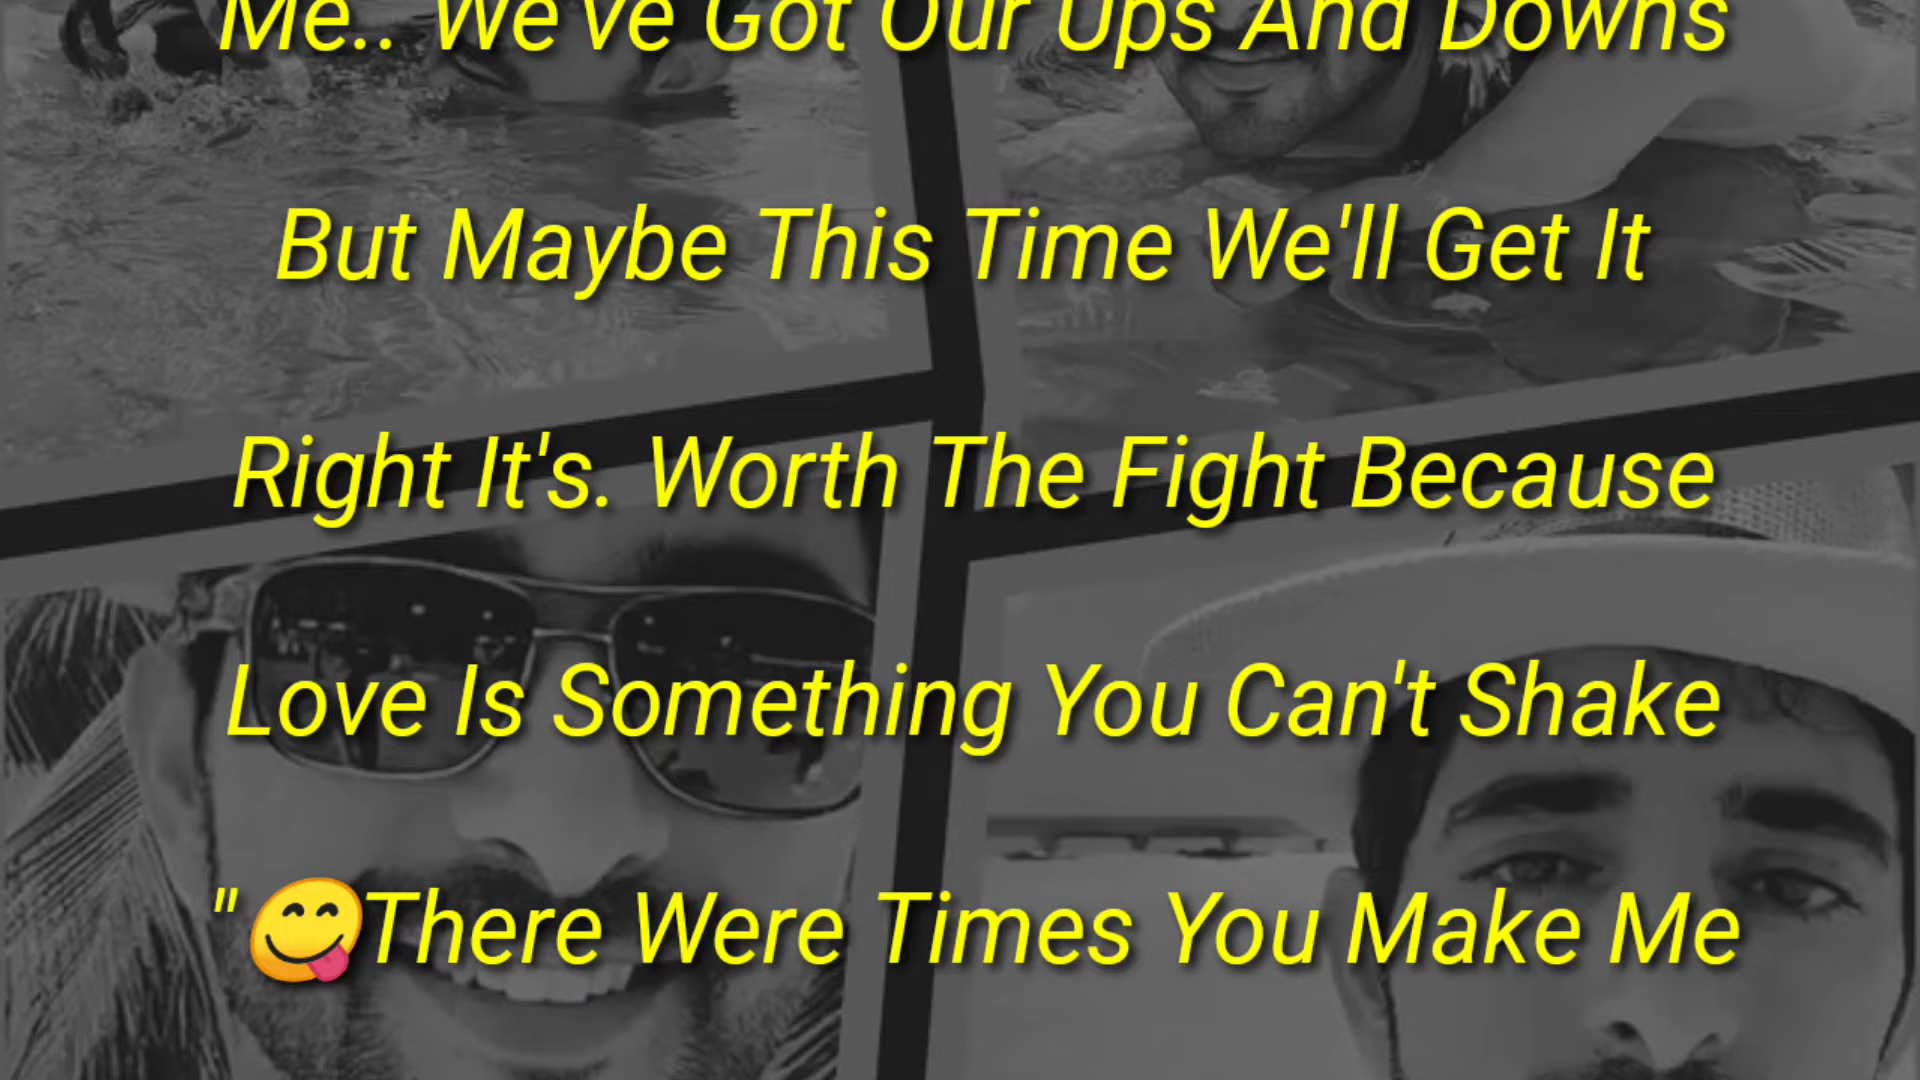 Me.. We've Got Our Ups And Downs
But Maybe This Time We'll Get It
Right It's. Worth The Fight Because
Love Is Something You Can't Shake
"😋There Were Times You Make Me